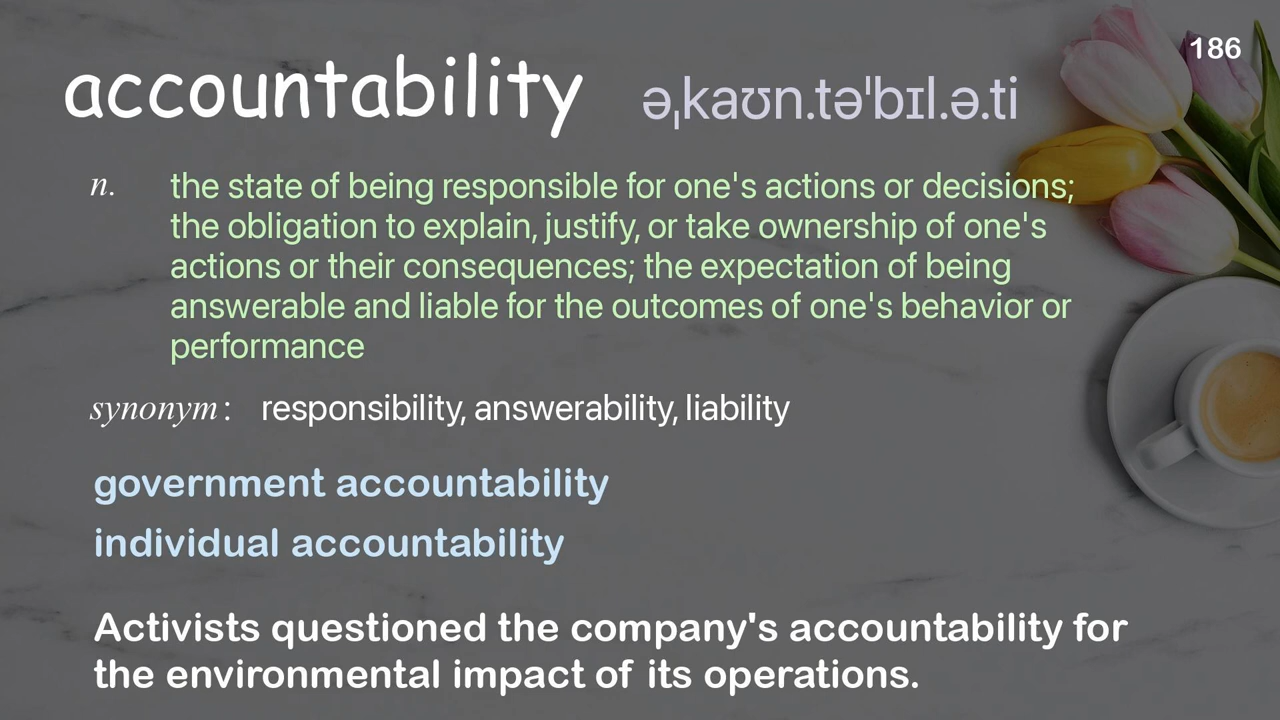 186
accountability əˌkaʊn.təˈbɪl.ə.ti
n. the state of being responsible for one's actions or decisions;
the obligation to explain, justify, or take ownership of one's
actions or their consequences; the expectation of being
answerable and liable for the outcomes of one's behavior or
performance
synonym: responsibility, answerability, liability
government accountability
individual accountability
Activists questioned the company's accountability for
the environmental impact of its operations.